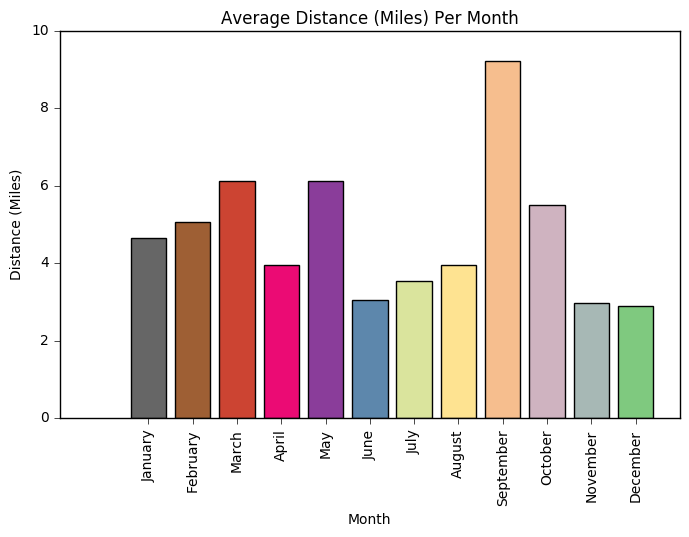 Average Distance (Miles) Per Month
10
8
6
4
2
0
Distance (Miles)
January
February
March
April
May
June
July
August
September
October
November
December
Month